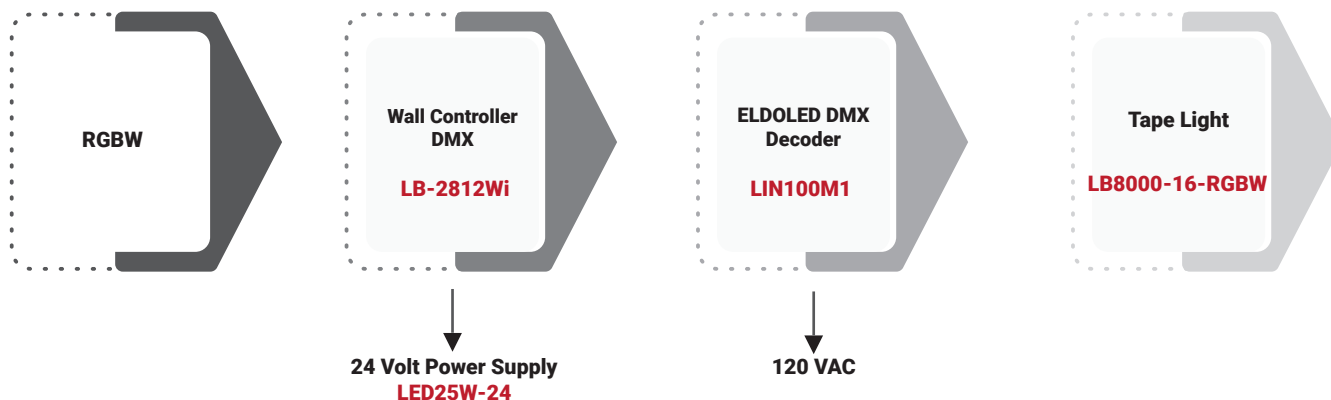 RGBW
Wall Controller
DMX
LB-2812Wi
ELDOLED DMX
Decoder
LIN100M1
Tape Light
LB8000-16-RGBW
24 Volt Power Supply
LED25W-24
120 VAC